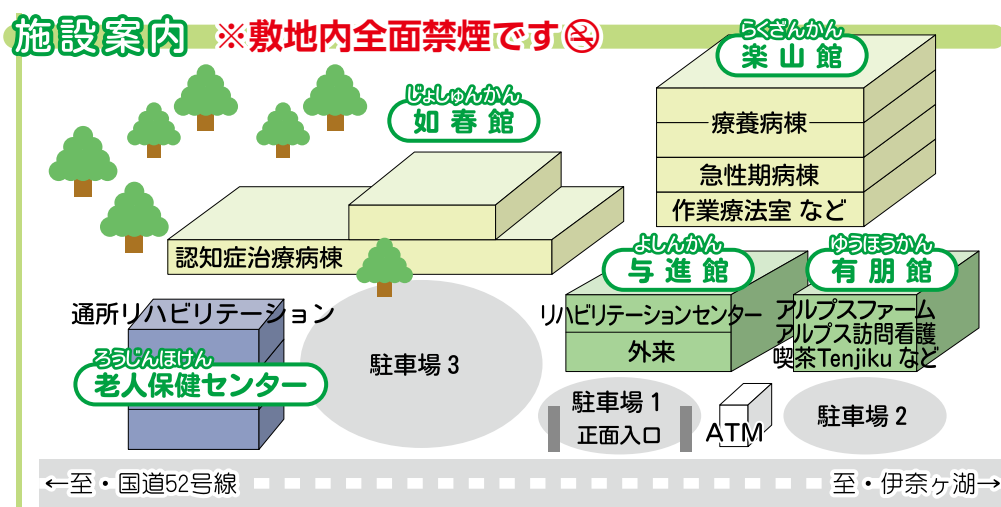 施設案内 ※敷地内全面禁煙です
らくざんかん
楽山館
じょしゅんかん
如春館
療養病棟
急性期病棟
作業療法室 など
認知症治療病棟
よしんかん
与進館
ゆうほうかん
有朋館
通所リハビリテーション
リハビリテーションセンター
外来
アルプスファーム
アルプス訪問看護
喫茶Tenjiku など
ろうじんほけん
老人保健センター
駐車場 3
駐車場 1
正面入口
ATM
駐車場 2
←至・国道52号線
至・伊奈ヶ湖→